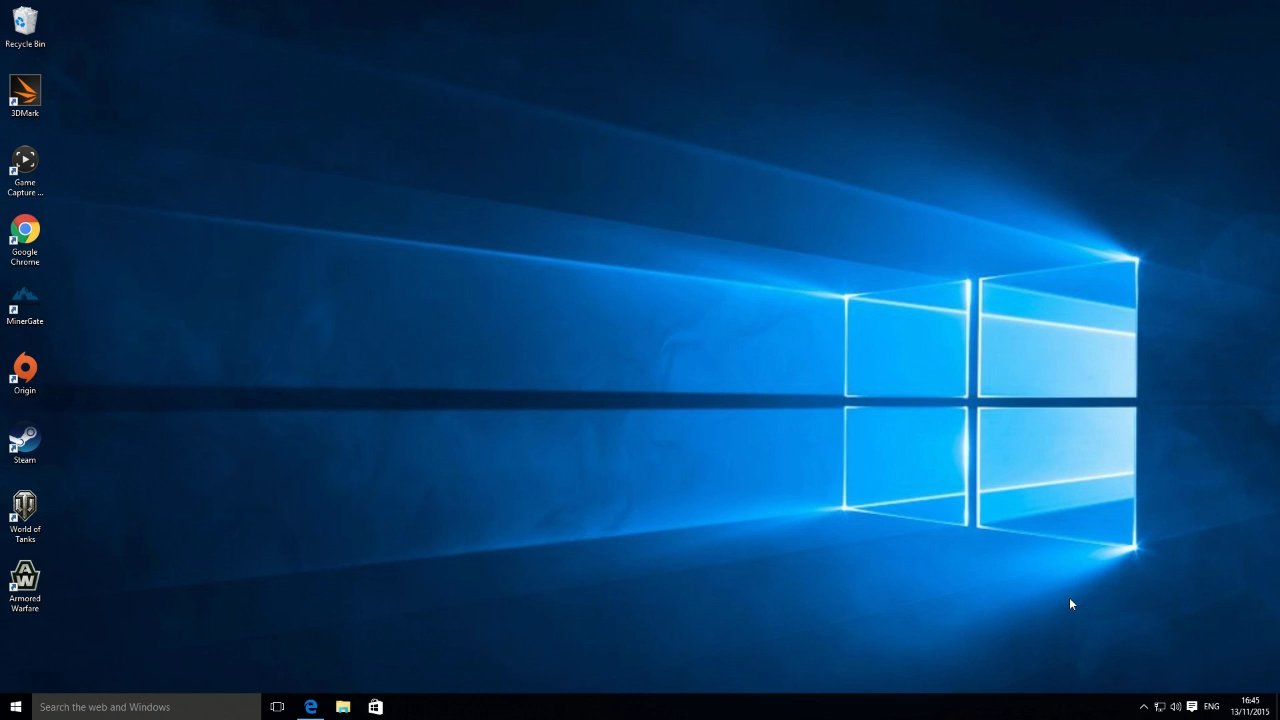 Recycle Bin
3DMark
Game
Capture ...
Google
Chrome
MinerGate
Origin
Steam
World of
Tanks
AW
Armored
Warfare
Search the web and Windows
ENG
16:45
13/11/2015